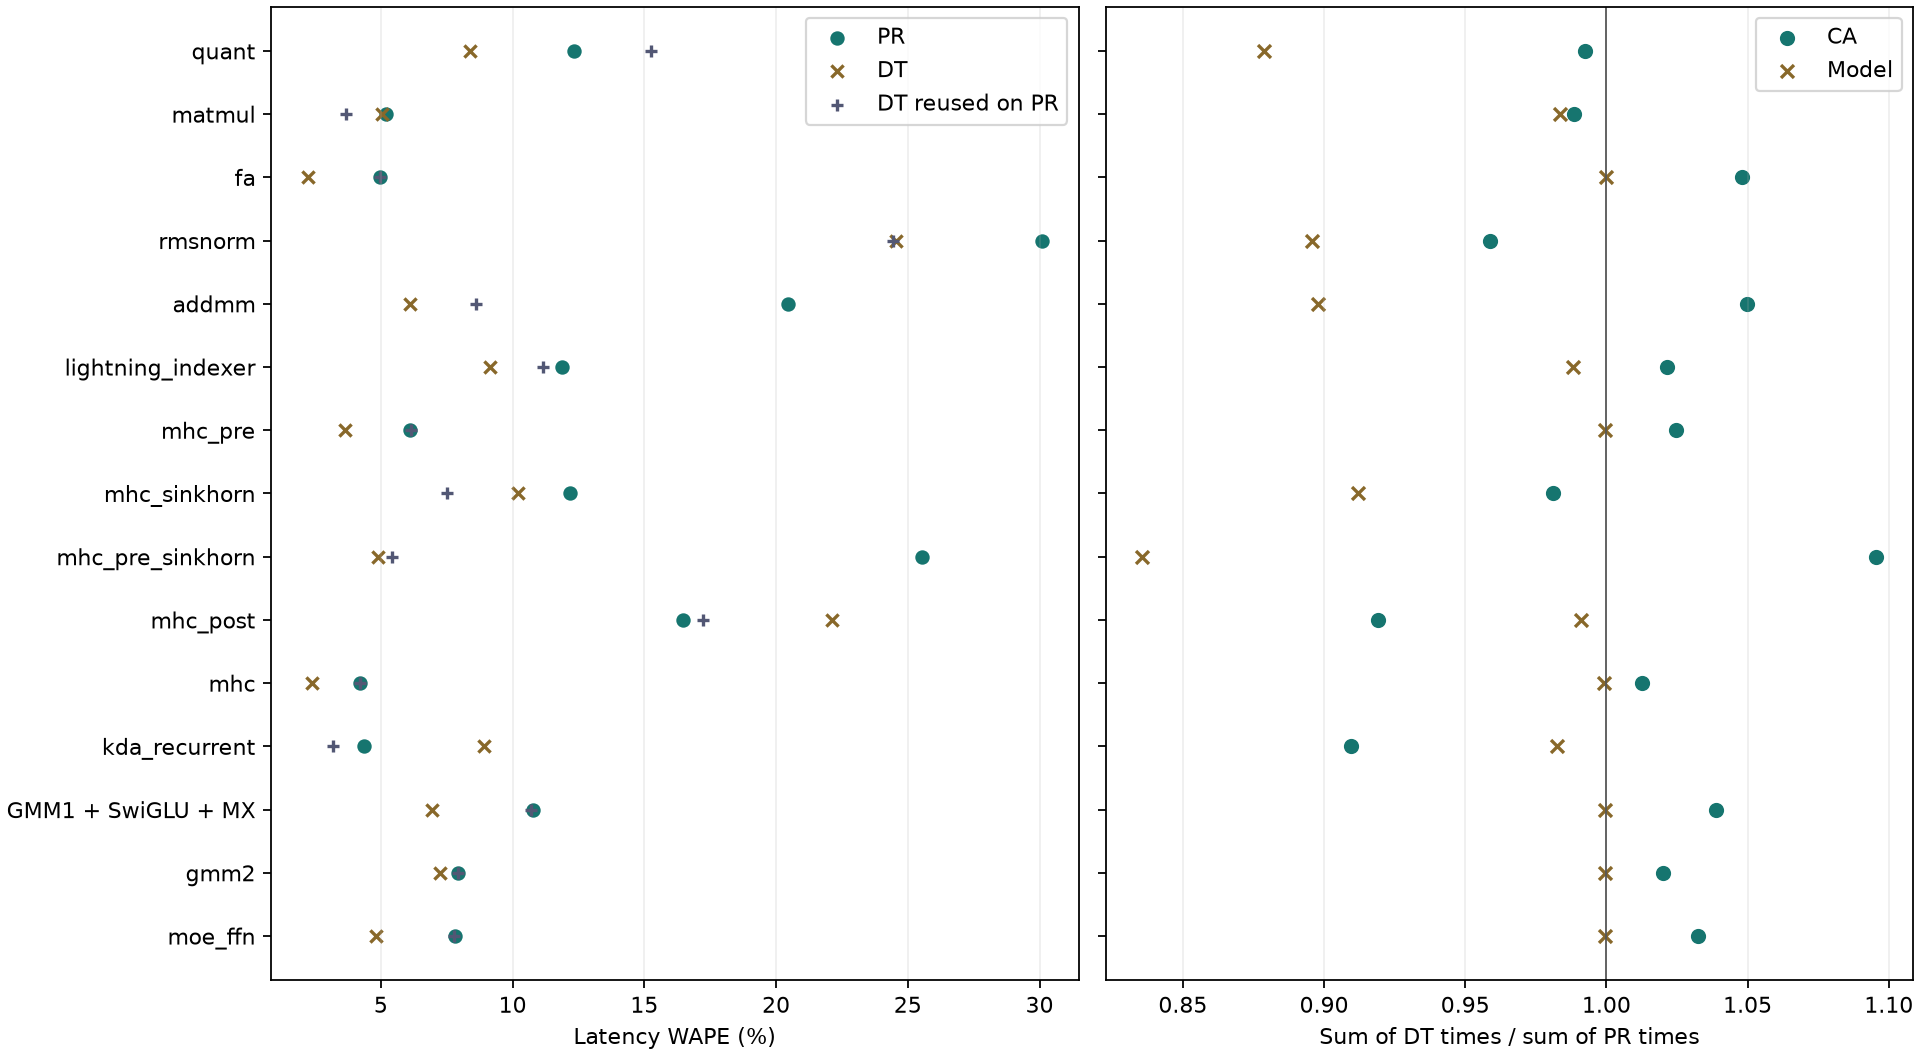 quant
matmul
fa
rmsnorm
addmm
lightning_indexer
mhc_pre
mhc_sinkhorn
mhc_pre_sinkhorn
mhc_post
mhc
kda_recurrent
GMM1 + SwiGLU + MX
gmm2
moe_ffn
PR
DT
DT reused on PR
5 10 15 20 25 30
Latency WAPE (%)
CA
Model
0.85 0.90 0.95 1.00 1.05 1.10
Sum of DT times / sum of PR times